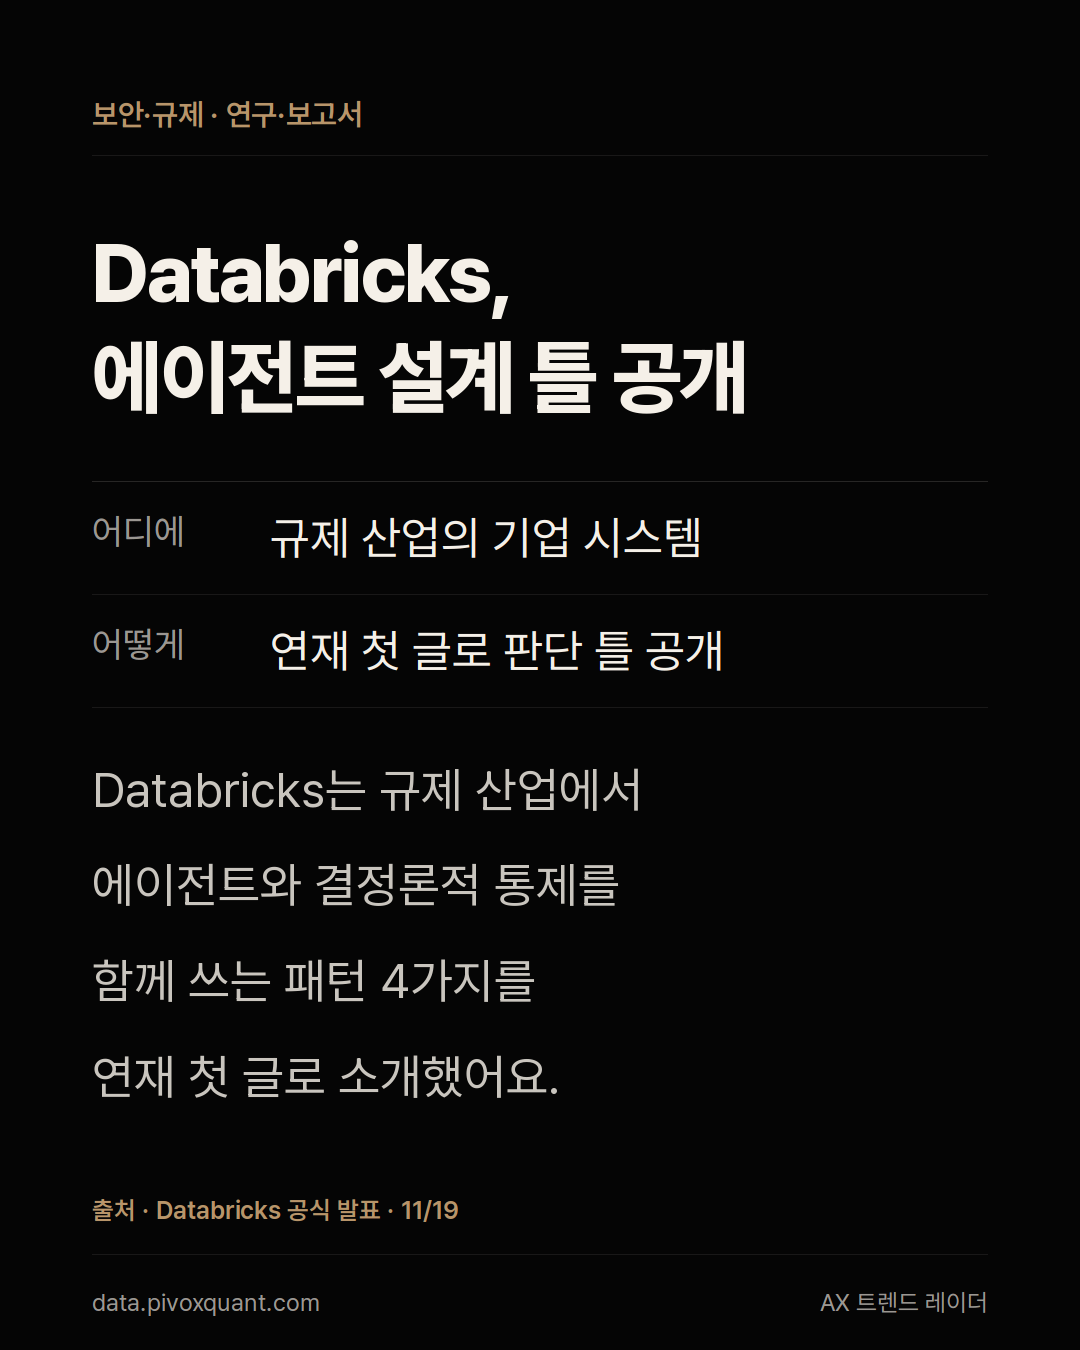 보안·규제 · 연구·보고서
Databricks,
에이전트 설계 틀 공개
어디에 규제 산업의 기업 시스템
어떻게 연재 첫 글로 판단 틀 공개
Databricks는 규제 산업에서
에이전트와 결정론적 통제를
함께 쓰는 패턴 4가지를
연재 첫 글로 소개했어요.
출처 · Databricks 공식 발표 · 11/19
data.pivoxquant.com AX 트렌드 레이더